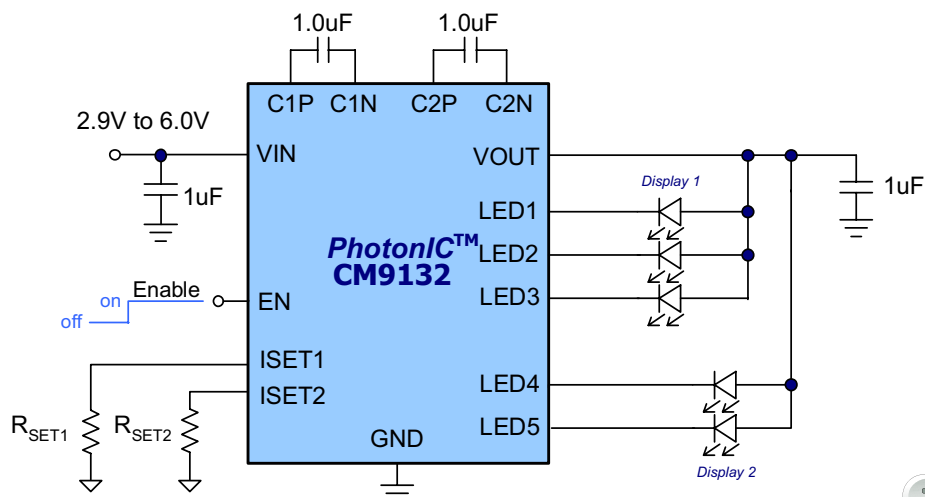 1.0uF
1.0uF
C1P
C1N
C2P
C2N
2.9V to 6.0V
VIN
VOUT
1uF
Display 1
1uF
LED1
PhotonIC™
CM9132
LED2
LED3
on
Enable
off
EN
ISET1
ISET2
LED4
LED5
RSET1
RSET2
GND
Display 2